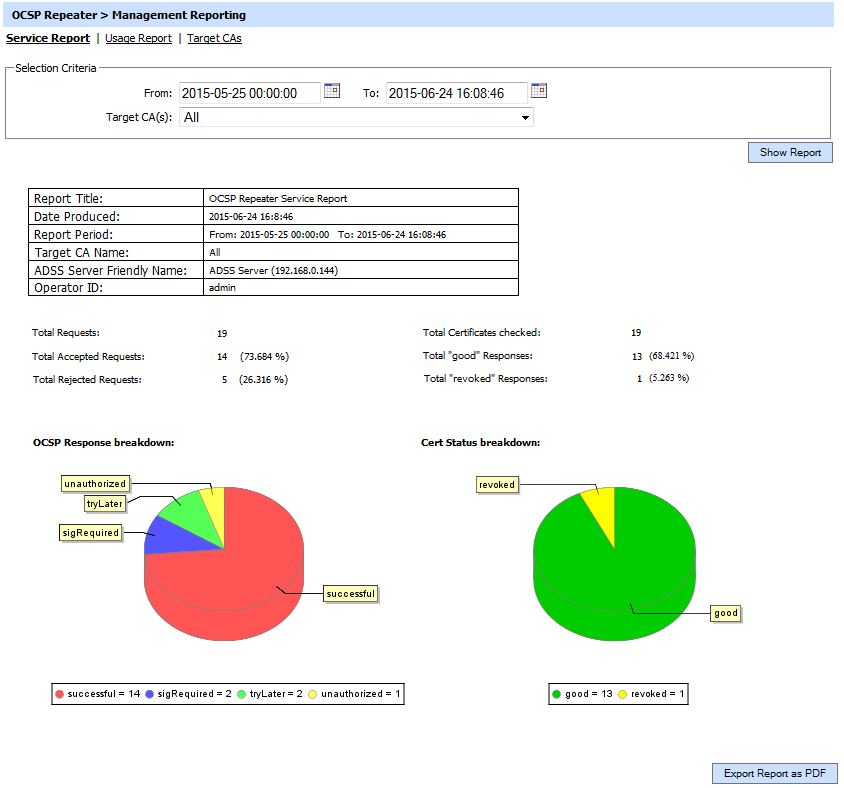 OCSP Repeater > Management Reporting
Service Report | Usage Report | Target CAs
Selection Criteria
From: 2015-05-25 00:00:00 To: 2015-06-24 16:08:46
Target CA(s): All
Show Report
Report Title: OCSP Repeater Service Report
Date Produced: 2015-06-24 16:8:46
Report Period: From: 2015-05-25 00:00:00 To: 2015-06-24 16:08:46
Target CA Name: All
ADSS Server Friendly Name: ADSS Server (192.168.0.144)
Operator ID: admin
Total Requests: 19 Total Certificates checked: 19
Total Accepted Requests: 14 (73.684 %) Total "good" Responses: 13 (68.421 %)
Total Rejected Requests: 5 (26.316 %) Total "revoked" Responses: 1 (5.263 %)
OCSP Response breakdown: Cert Status breakdown:
unauthorized
tryLater
sigRequired
successful
revoked
good
successful = 14 sigRequired = 2 tryLater = 2 unauthorized = 1
good = 13 revoked = 1
Export Report as PDF